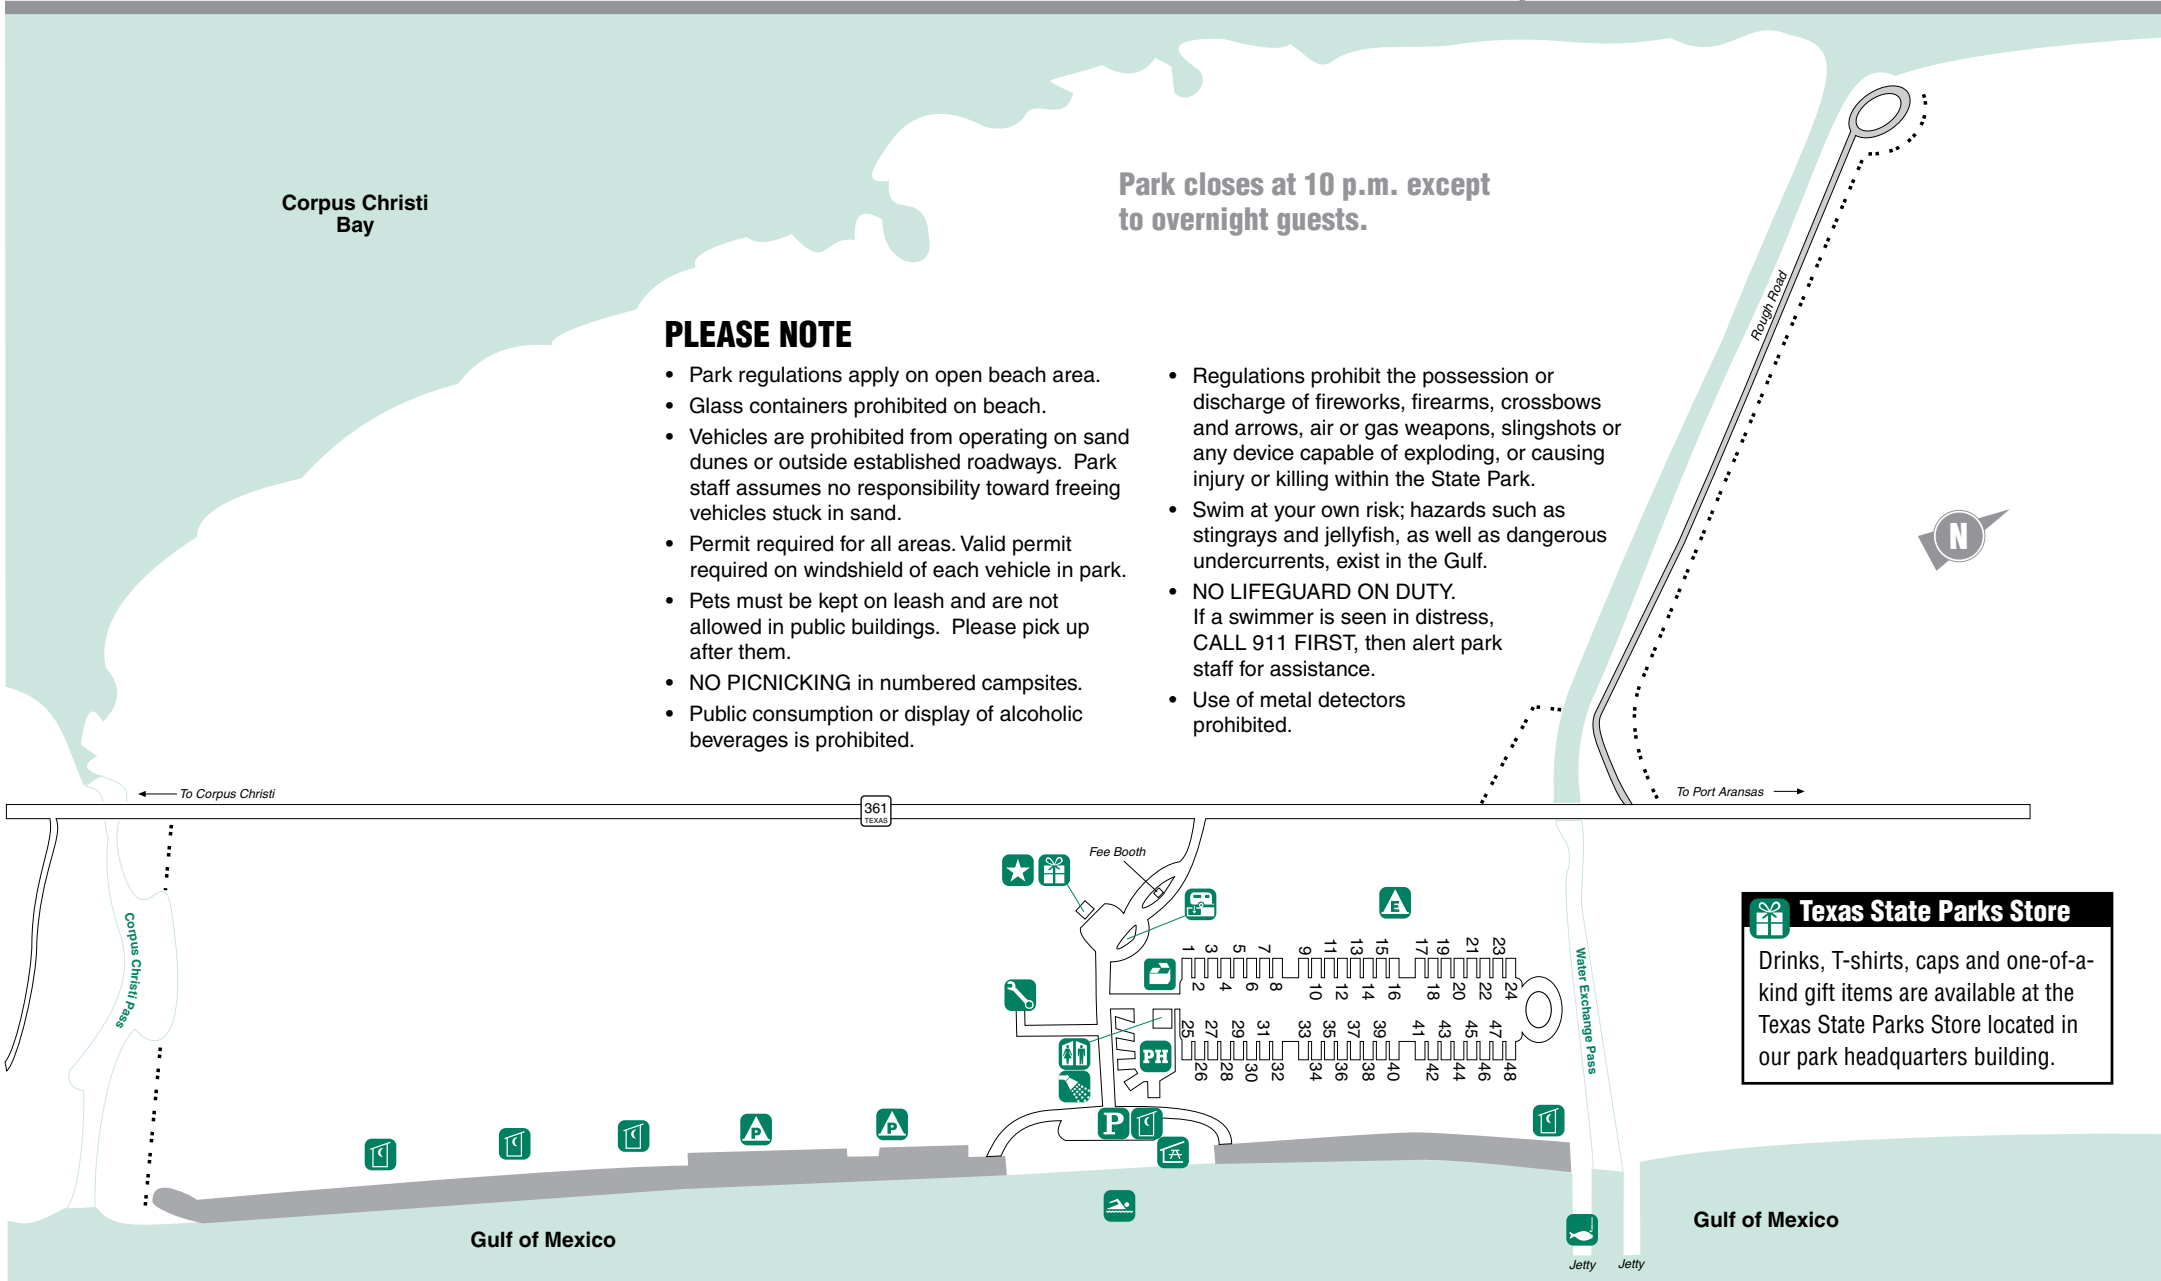 Corpus Christi
Bay
Park closes at 10 p.m. except
to overnight guests.
Rough Road
PLEASE NOTE
• Park regulations apply on open beach area.
• Glass containers prohibited on beach.
• Vehicles are prohibited from operating on sand
dunes or outside established roadways. Park
staff assumes no responsibility toward freeing
vehicles stuck in sand.
• Permit required for all areas. Valid permit
required on windshield of each vehicle in park.
• Pets must be kept on leash and are not
allowed in public buildings. Please pick up
after them.
• NO PICNICKING in numbered campsites.
• Public consumption or display of alcoholic
beverages is prohibited.
• Regulations prohibit the possession or
discharge of fireworks, firearms, crossbows
and arrows, air or gas weapons, slingshots or
any device capable of exploding, or causing
injury or killing within the State Park.
• Swim at your own risk; hazards such as
stingrays and jellyfish, as well as dangerous
undercurrents, exist in the Gulf.
• NO LIFEGUARD ON DUTY.
If a swimmer is seen in distress,
CALL 911 FIRST, then alert park
staff for assistance.
• Use of metal detectors
prohibited.
N
To Corpus Christi
361
TEXAS
To Port Aransas
Fee Booth
E
Corpus Christi Pass
Water Exchange Pass
1 3 5 7 9 11 13 15 17 19 21 23
2 4 6 8 10 12 14 16 18 20 22 24
25 27 29 31 33 35 37 39 41 43 45 47
26 28 30 32 34 36 38 40 42 44 46 48
PH
P
P
P
Texas State Parks Store
Drinks, T-shirts, caps and one-of-a-
kind gift items are available at the
Texas State Parks Store located in
our park headquarters building.
Gulf of Mexico
Gulf of Mexico
Jetty
Jetty